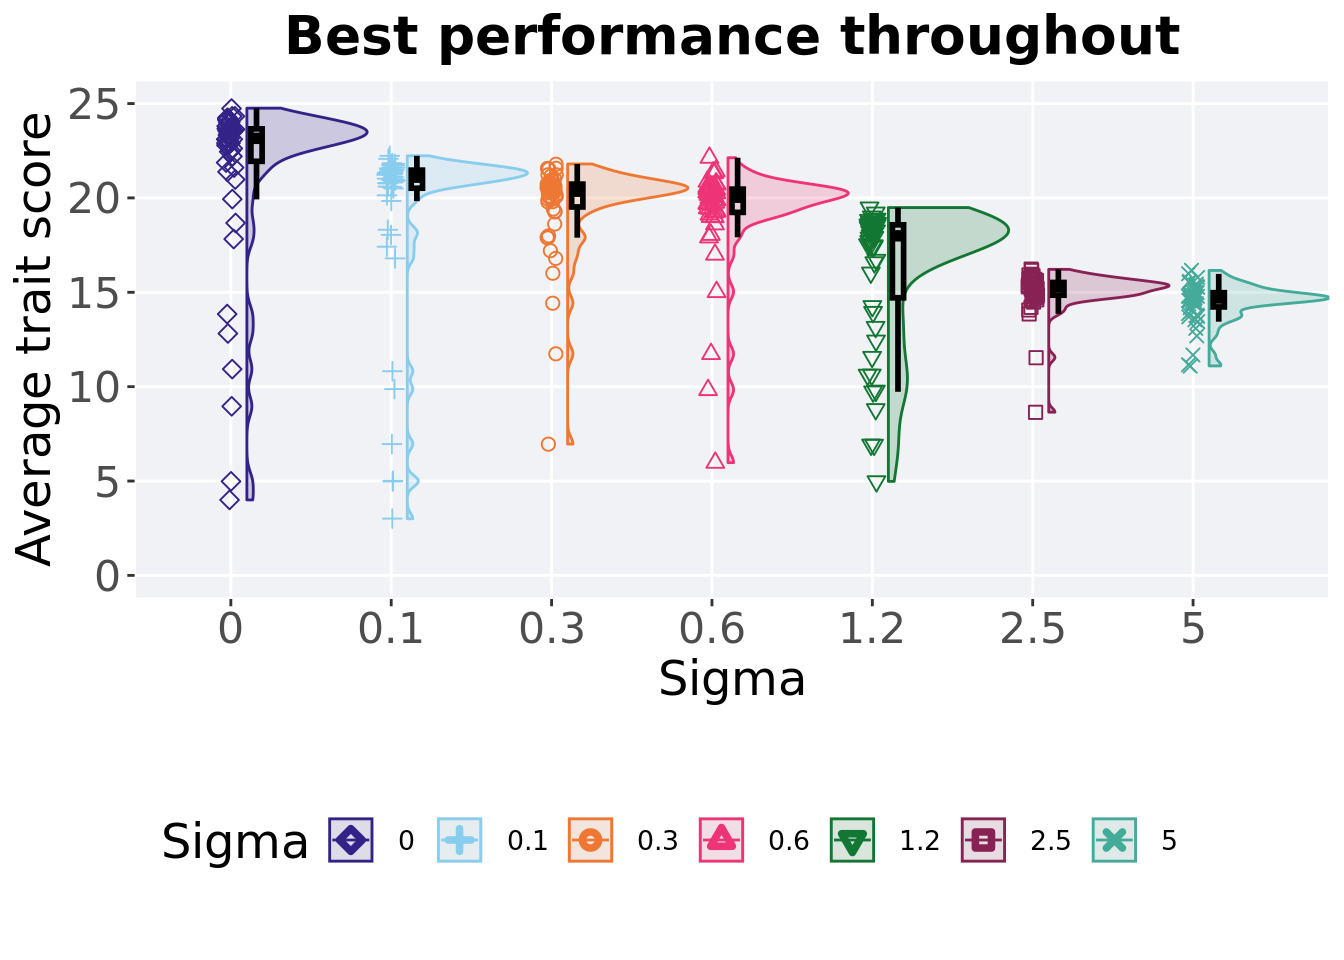 Best performance throughout
Average trait score
25
20
15
10
5
0
0 0.1 0.3 0.6 1.2 2.5 5
Sigma
Sigma 0 0.1 0.3 0.6 1.2 2.5 5